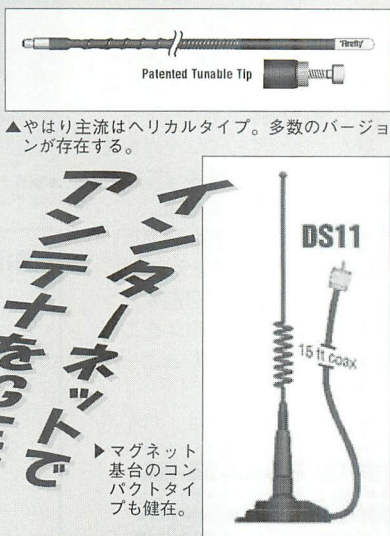 "Firefly"
Patented Tunable Tip
▲やはり主流はヘリカルタイプ。多数のバージョ
ンが存在する。
インターネットで
アンテナを
DS11
15 ft coax
▶マグネット
基台のコン
パクトタイ
プも健在。